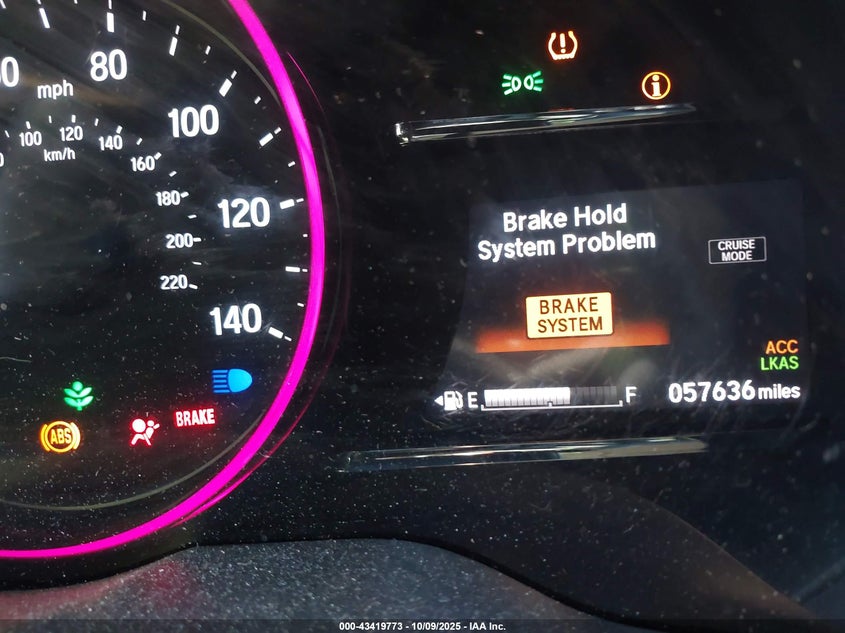 80
mph
100
100
120
140
km/h
160
180
120
200
220
140
Brake Hold
System Problem
CRUISE
MODE
BRAKE
SYSTEM
ACC
LKAS
E
F
057636 miles
BRAKE
ABS
000-43419773 - 10/09/2025 - IAA Inc.